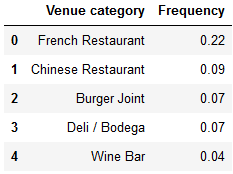 Venue category Frequency
0 French Restaurant 0.22
1 Chinese Restaurant 0.09
2 Burger Joint 0.07
3 Deli / Bodega 0.07
4 Wine Bar 0.04